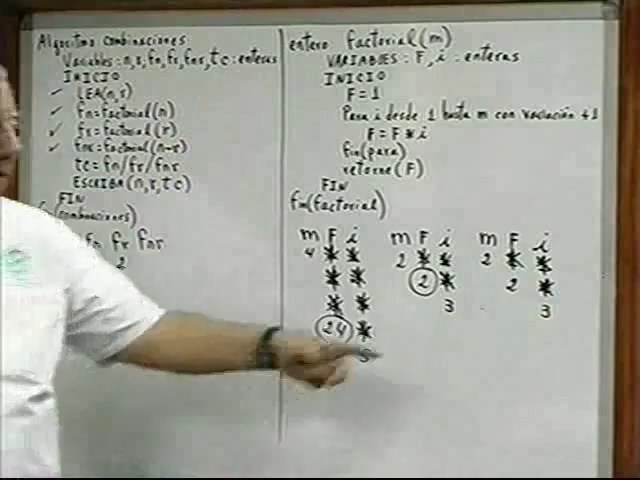 Algoritmo combinaciones
Variables: n, r, fn, fr, fnr, tc: enteras
INICIO
LEA(n, r)
fn = factorial(n)
fr = factorial(r)
fnr = factorial(n-r)
tc = fn/fr/fnr
ESCRIBA(n, r, tc)
FIN
(combinaciones)
fn fr fnr
2
entero factorial(m)
VARIABLES: F, i: enteras
INICIO
F=1
Para i desde 1 hasta m con variación +1
F = F * i
fin(para)
retorne(F)
FIN
fin(factorial)
m F i
4
24
5
m F i
2
2
3
m F i
2
2
3